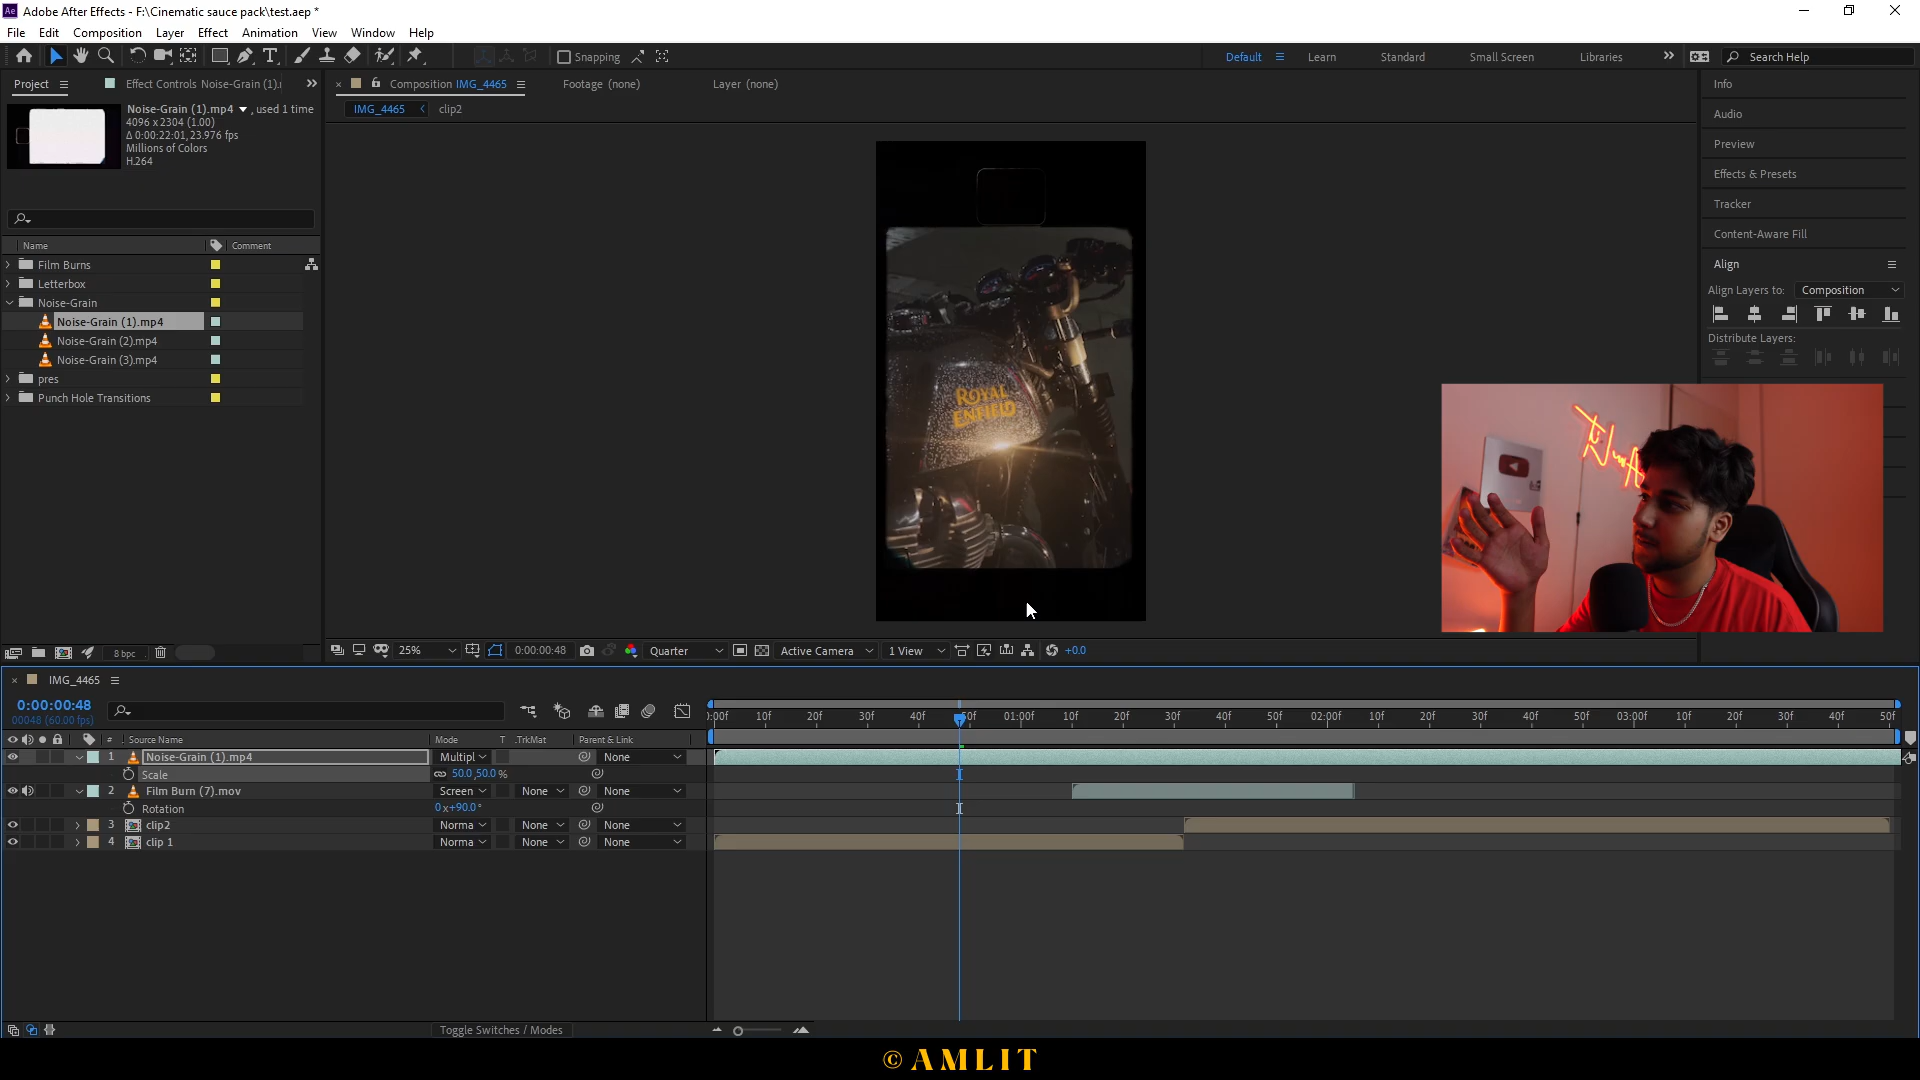 Adobe After Effects - F:\Cinematic sauce pack\test.aep *
File Edit Composition Layer Effect Animation View Window Help
Snapping
Default Learn Standard Small Screen Libraries Search Help
Project Effect Controls Noise-Grain (1).
Composition IMG_4465 Footage (none) Layer (none)
IMG_4465 clip2
Noise-Grain (1).mp4 , used 1 time
4096 x 2304 (1.00)
Δ 0:00:22:01, 23.976 fps
Millions of Colors
H.264
Name Comment
Film Burns
Letterbox
Noise-Grain
Noise-Grain (1).mp4
Noise-Grain (2).mp4
Noise-Grain (3).mp4
pres
Punch Hole Transitions
ROYAL
ENFIELD
Info
Audio
Preview
Effects & Presets
Tracker
Content-Aware Fill
Align
Align Layers to: Composition
Distribute Layers:
8 bpc
25% 0:00:00:48 Quarter Active Camera 1 View +0.0
IMG_4465
0:00:00:48
00048 (60.00 fps)
0:00f 10f 20f 30f 40f 50f 01:00f 10f 20f 30f 40f 50f 02:00f 10f 20f 30f 40f 50f 03:00f 10f 20f 30f 40f 50f
# Source Name Mode T .TrkMat Parent & Link
1 Noise-Grain (1).mp4 Multipl None
Scale 50.0,50.0 %
2 Film Burn (7).mov Screen None None
Rotation 0x+90.0°
3 clip2 Norma None None
4 clip 1 Norma None None
Toggle Switches / Modes
© AMLIT